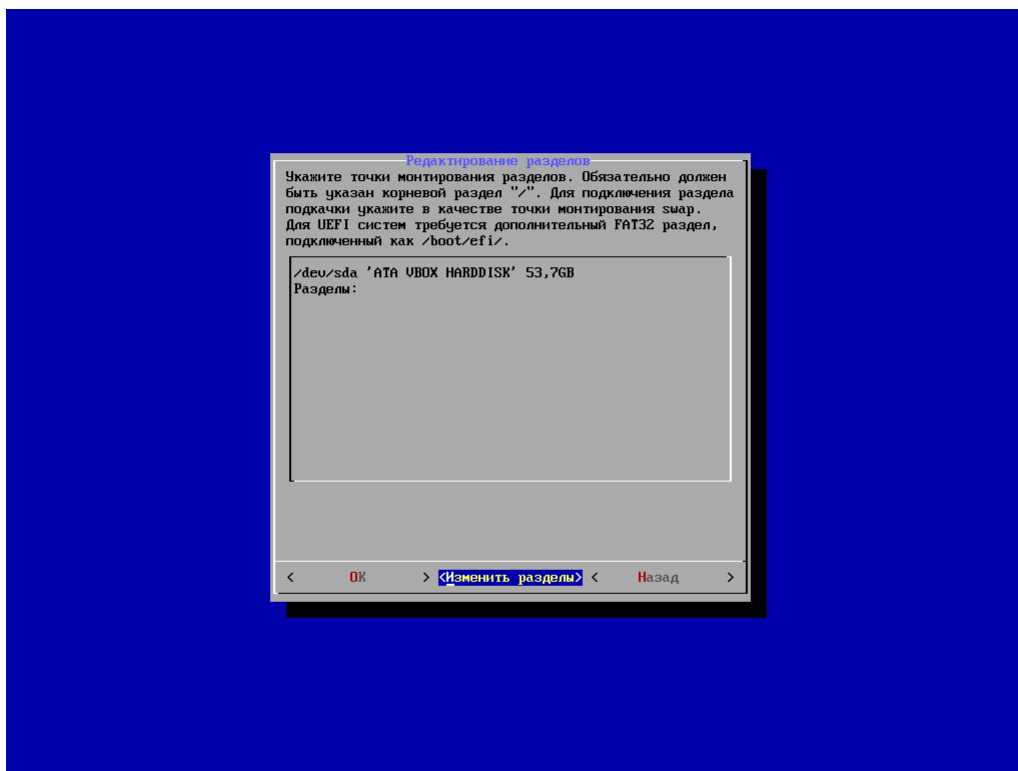 Редактирование разделов
Укажите точки монтирования разделов. Обязательно должен
быть указан корневой раздел "/". Для подключения раздела
подкачки укажите в качестве точки монтирования swap.
Для UEFI систем требуется дополнительный FAT32 раздел,
подключенный как /boot/efi/.
/dev/sda 'ATA VBOX HARDDISK' 53,7GB
Разделы:
< OK > <Изменить разделы> < Назад >